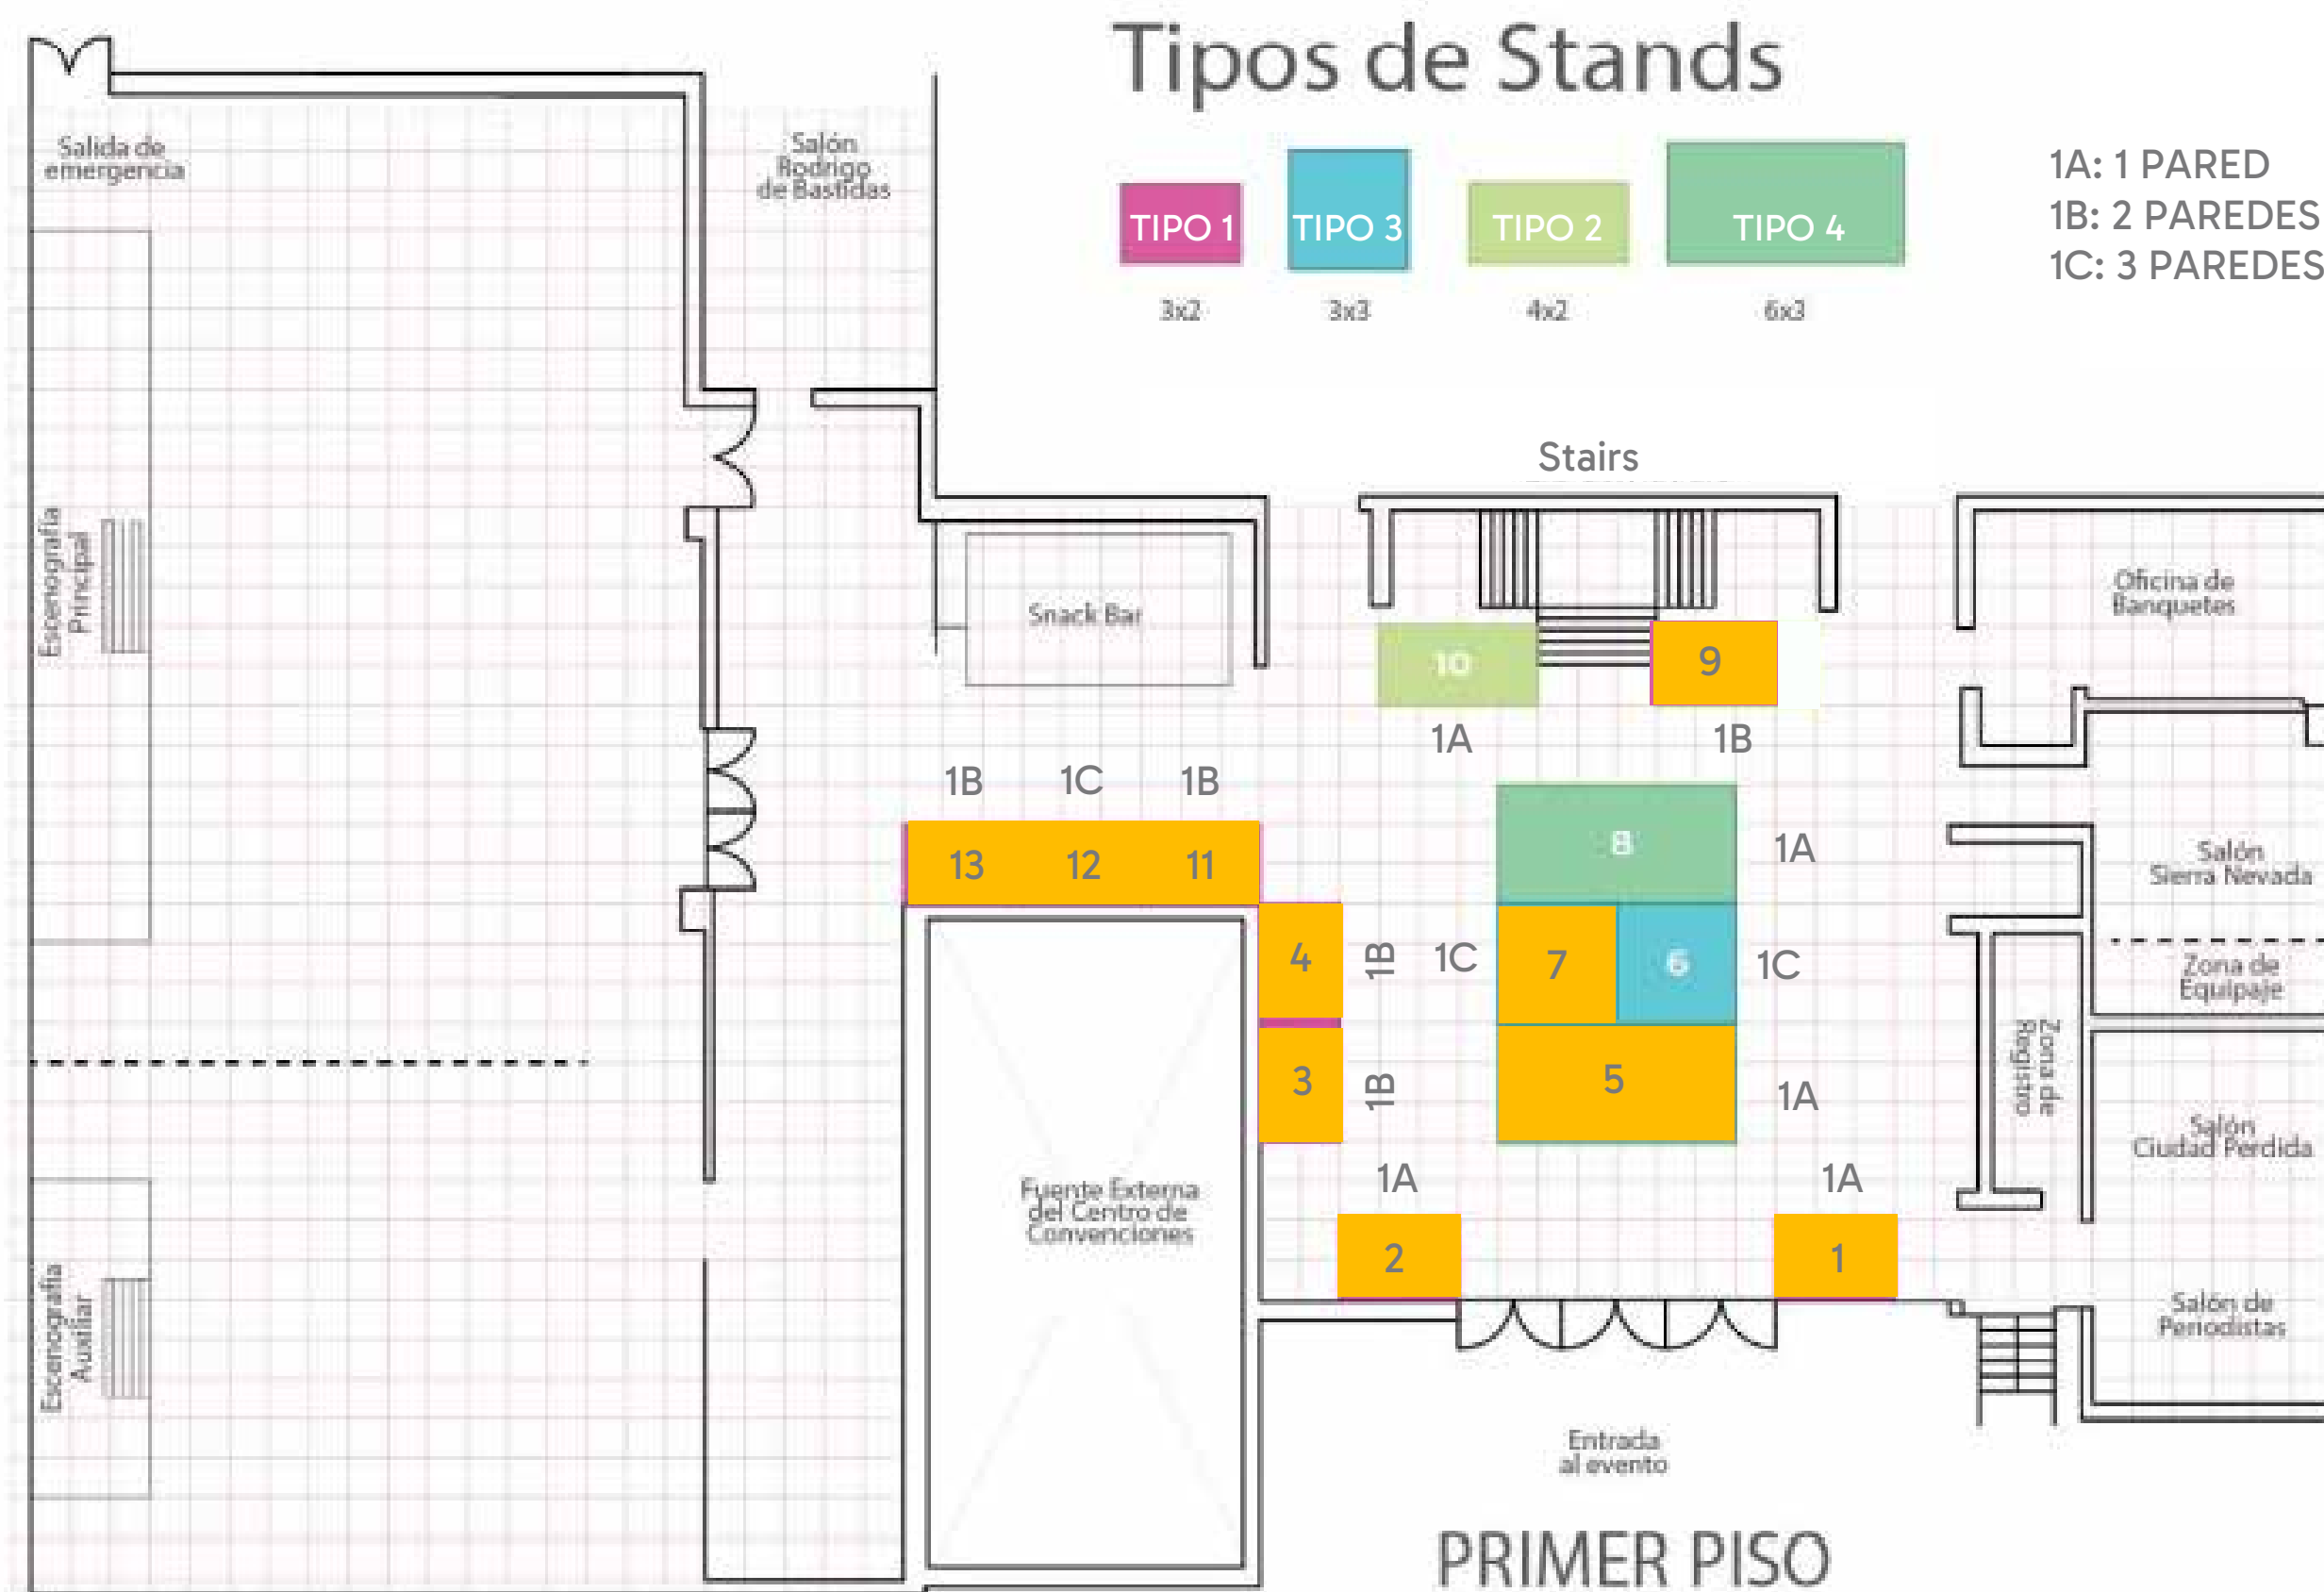 Tipos de Stands
TIPO 1
TIPO 3
TIPO 2
TIPO 4
3x2
3x3
4x2
6x3
1A: 1 PARED
1B: 2 PAREDES
1C: 3 PAREDES
Salida de
emergencia
Salón
Rodrigo
de Bastidas
Stairs
Escenografía
Principal
Snack Bar
Oficina de
Banquetes
10
9
1A
1B
1B
1C
1B
13
12
11
8
1A
Salón
Sierra Nevada
4
1B
1C
7
6
1C
Zona de
Equipaje
3
1B
5
1A
Zona de
Registro
Salón
Ciudad Perdida
Fuente Externa
del Centro de
Convenciones
1A
1A
2
1
Escenografía
Auxiliar
Salón de
Periodistas
Entrada
al evento
PRIMER PISO